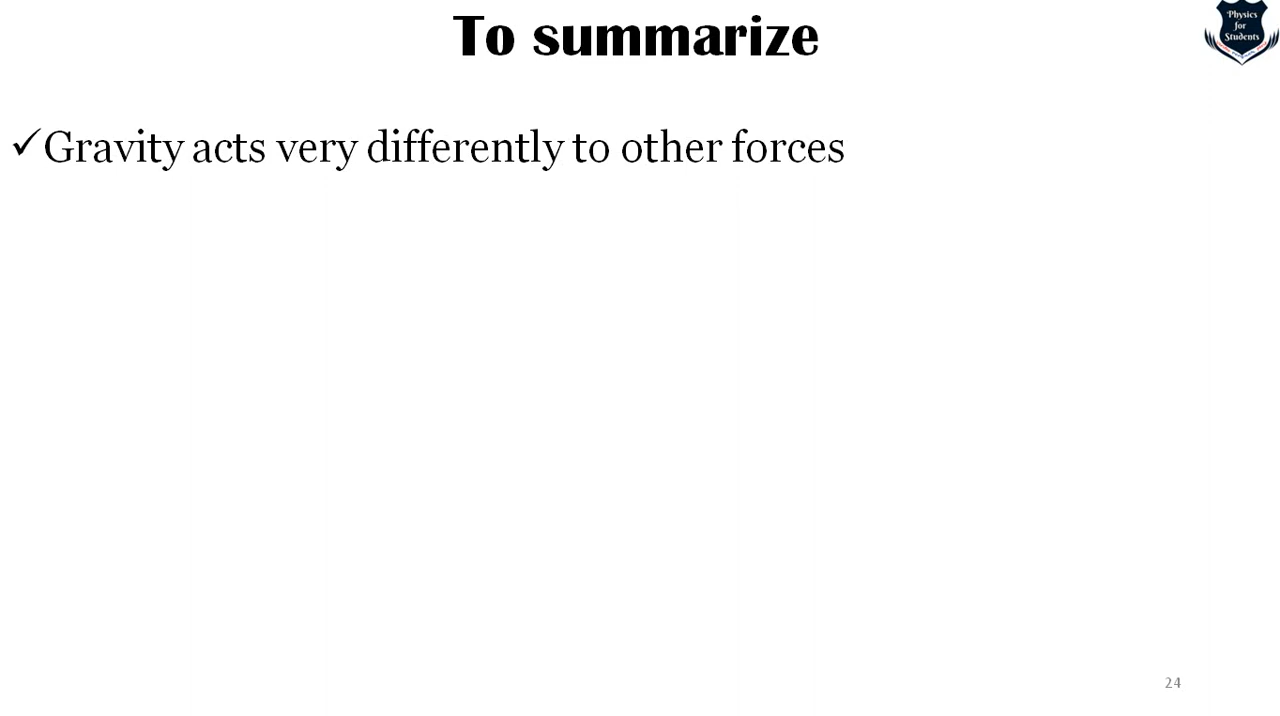 To summarize
Physics
for
Students
✓Gravity acts very differently to other forces
24